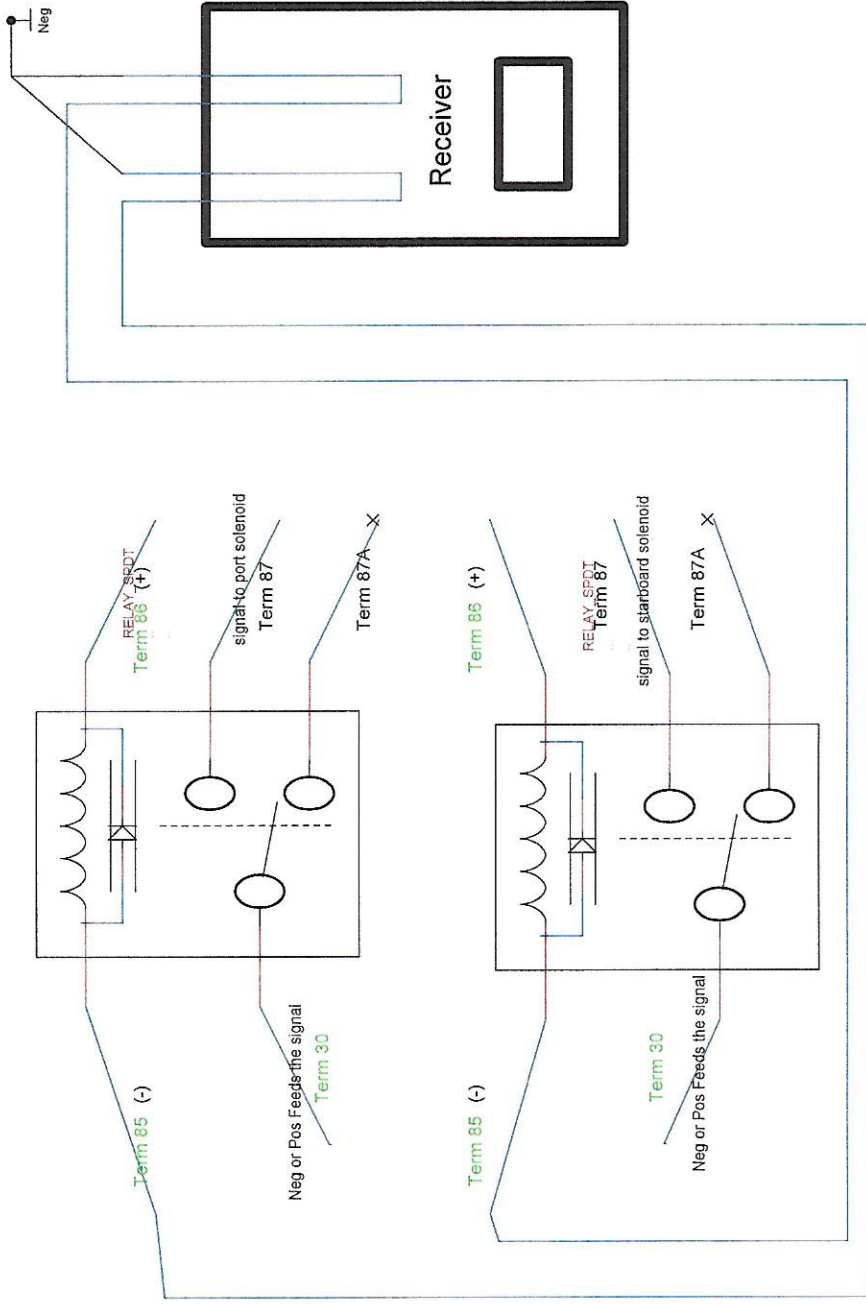 Neg
Receiver
RELAY_SPDT
Term 86 (+)
signal to port solenoid
Term 87
Term 87A
X
Term 85 (-)
Neg or Pos Feeds the signal
Term 30
Term 86 (+)
RELAY_SPDT
Term 87
signal to starboard solenoid
Term 87A
X
Term 85 (-)
Term 30
Neg or Pos Feeds the signal